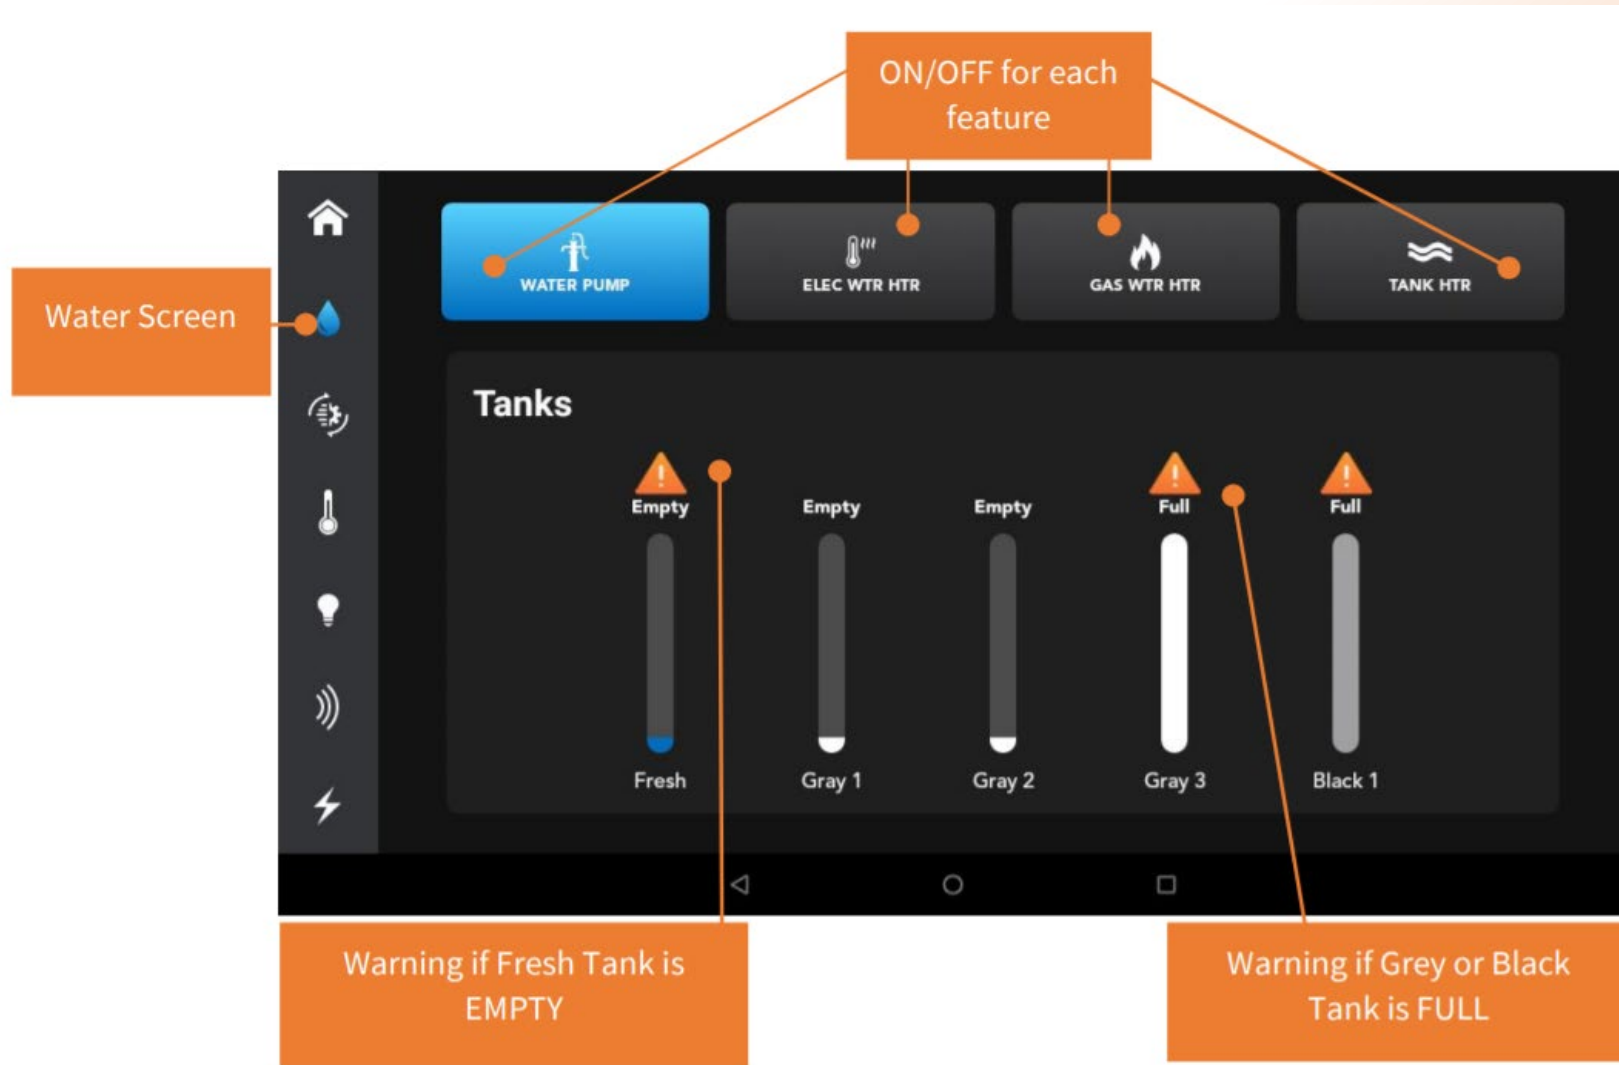 ON/OFF for each
feature
Water Screen
WATER PUMP
ELEC WTR HTR
GAS WTR HTR
TANK HTR
Tanks
Empty
Empty
Empty
Full
Full
Fresh
Gray 1
Gray 2
Gray 3
Black 1
Warning if Fresh Tank is
EMPTY
Warning if Grey or Black
Tank is FULL